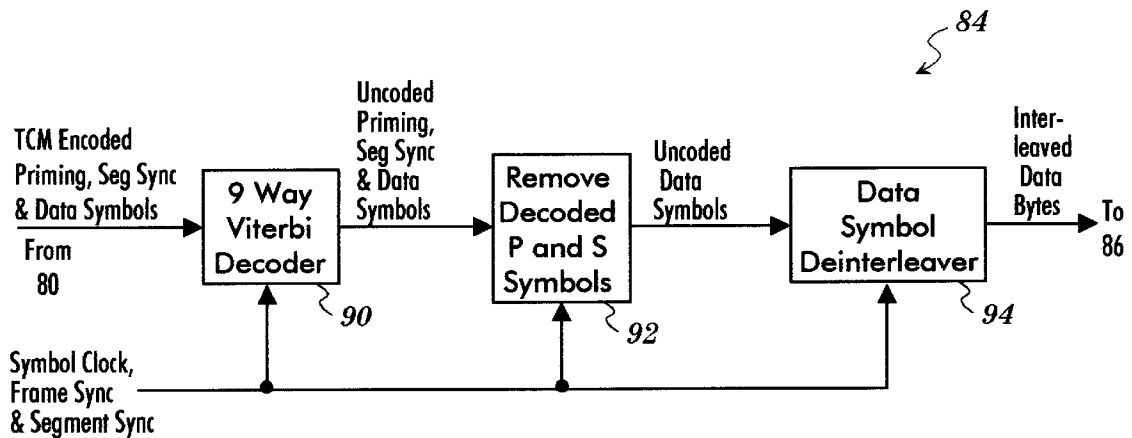 84
TCM Encoded
Priming, Seg Sync
& Data Symbols
From
80
9 Way
Viterbi
Decoder
90
Uncoded
Priming,
Seg Sync
& Data
Symbols
Remove
Decoded
P and S
Symbols
92
Uncoded
Data
Symbols
Data
Symbol
Deinterleaver
94
Inter-
leaved
Data
Bytes
To
86
Symbol Clock,
Frame Sync
& Segment Sync